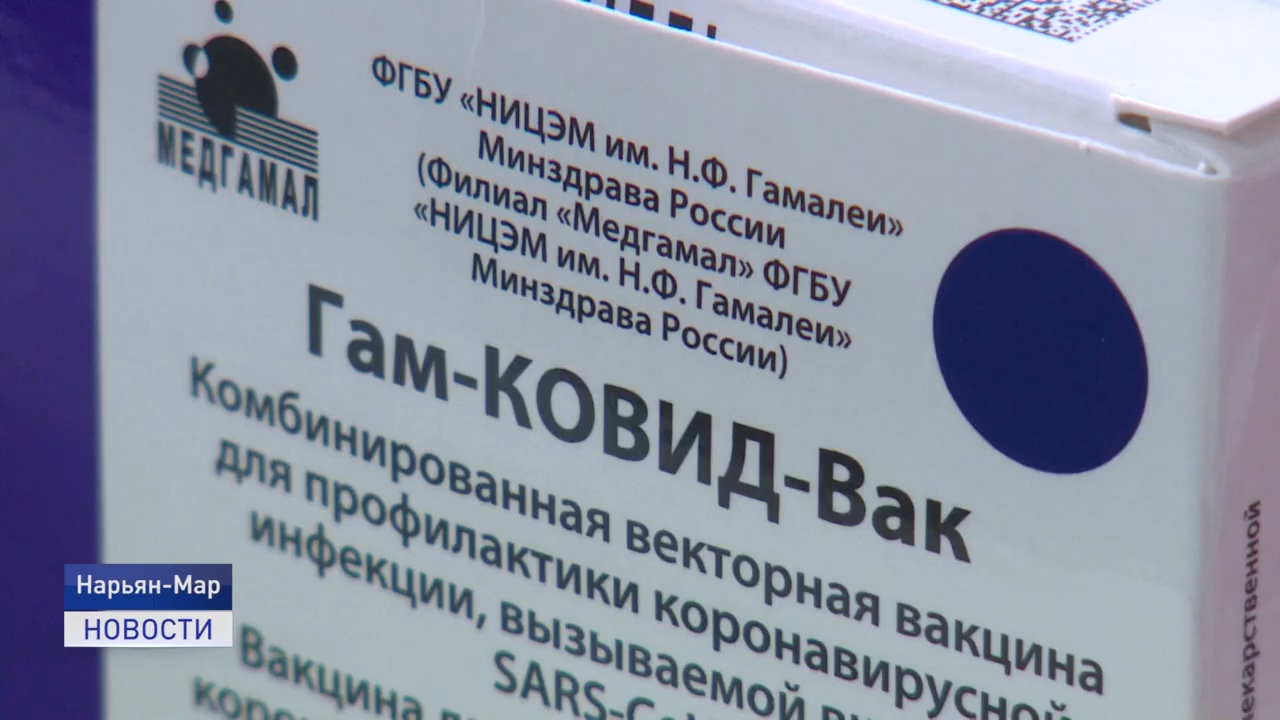 МЕДГАМАЛ
ФГБУ «НИЦЭМ им. Н.Ф. Гамалеи»
Минздрава России
(Филиал «Медгамал» ФГБУ
«НИЦЭМ им. Н.Ф. Гамалеи»
Минздрава России)
Гам-КОВИД-Вак
Комбинированная векторная вакцина
для профилактики коронавирусной
инфекции, вызываемой
SARS-Co
Вакцина
Нарьян-Мар
НОВОСТИ